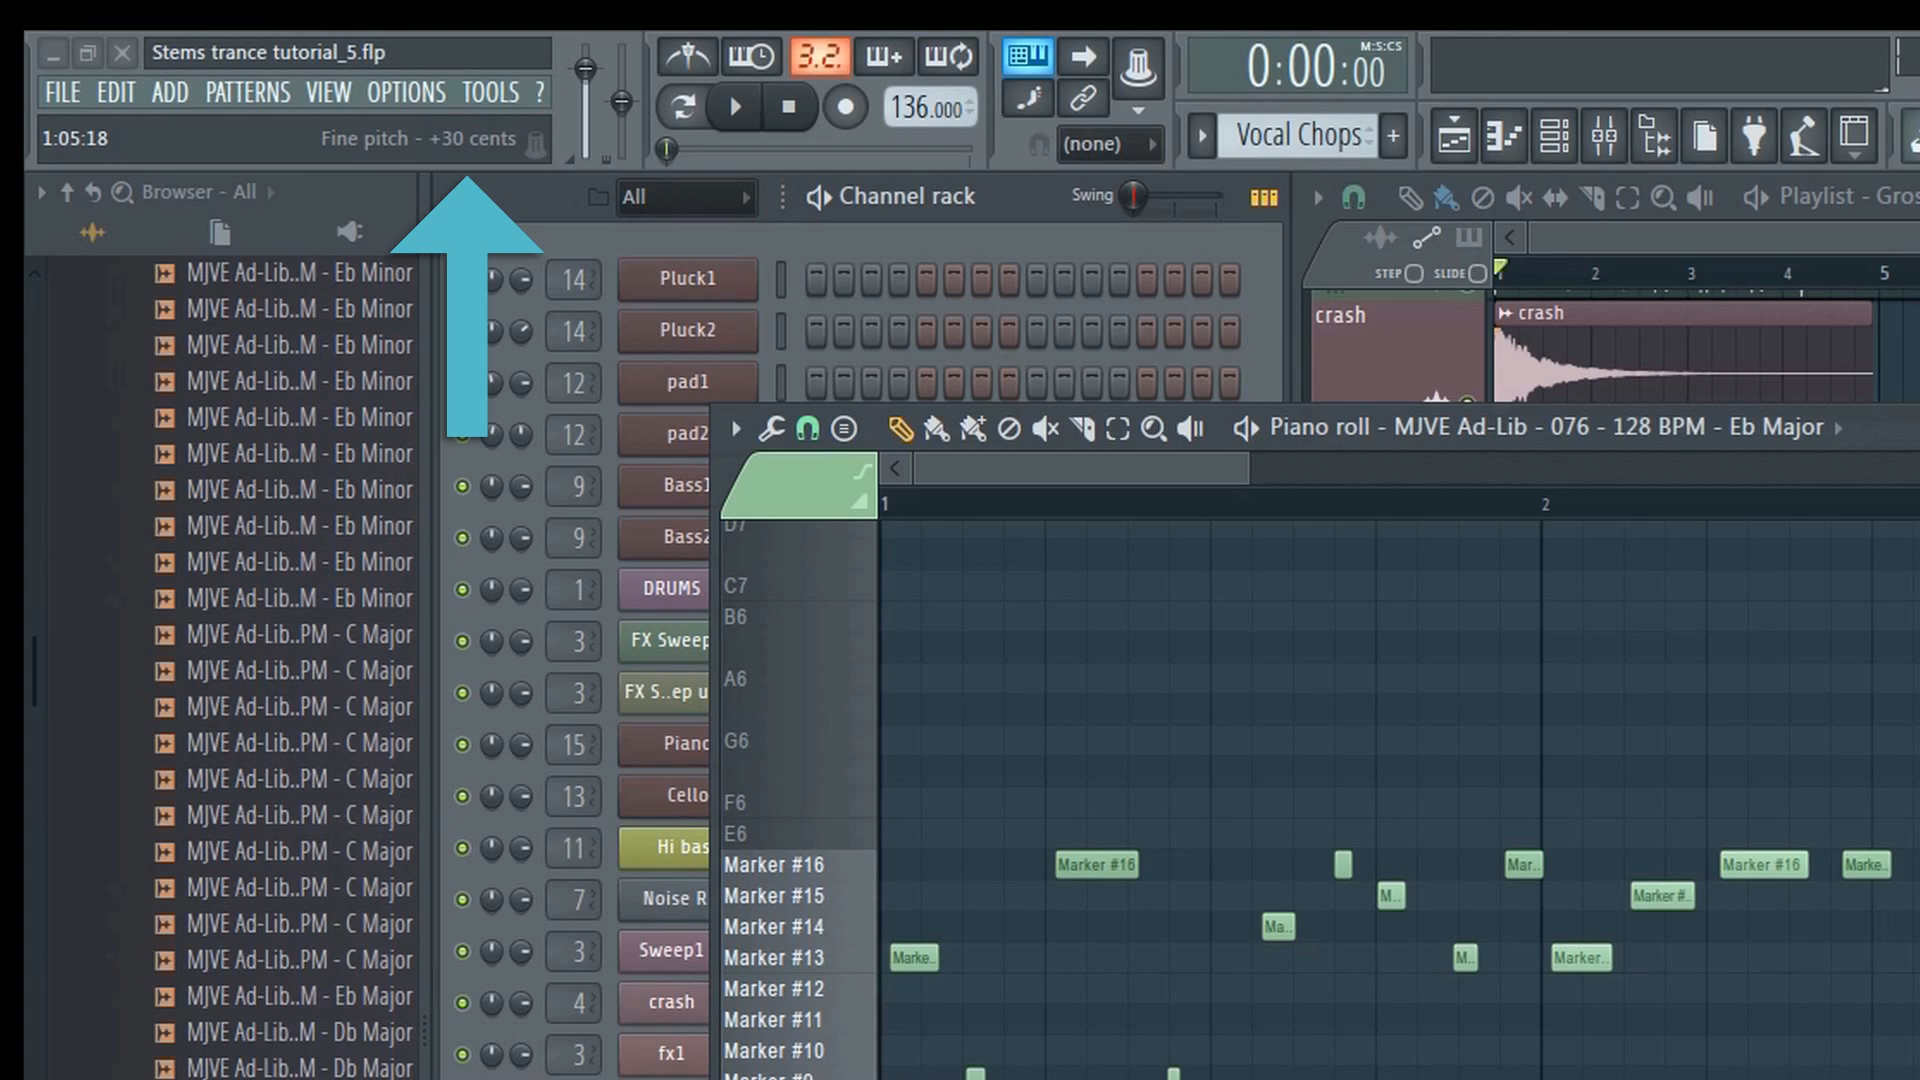 Stems trance tutorial_5.flp
FILE EDIT ADD PATTERNS VIEW OPTIONS TOOLS ?
1:05:18 Fine pitch - +30 cents
3.2.
136.000
(none)
0:00:00 M:S:CS
Vocal Chops +
Browser - All
All Channel rack Swing
Playlist - Gros
STEP SLIDE
2 3 4 5
crash
crash
MJVE Ad-Lib..M - Eb Minor
MJVE Ad-Lib..M - Eb Minor
MJVE Ad-Lib..M - Eb Minor
MJVE Ad-Lib..M - Eb Minor
MJVE Ad-Lib..M - Eb Minor
MJVE Ad-Lib..M - Eb Minor
MJVE Ad-Lib..M - Eb Minor
MJVE Ad-Lib..M - Eb Minor
MJVE Ad-Lib..M - Eb Minor
MJVE Ad-Lib..M - Eb Minor
MJVE Ad-Lib..PM - C Major
MJVE Ad-Lib..PM - C Major
MJVE Ad-Lib..PM - C Major
MJVE Ad-Lib..PM - C Major
MJVE Ad-Lib..PM - C Major
MJVE Ad-Lib..PM - C Major
MJVE Ad-Lib..PM - C Major
MJVE Ad-Lib..PM - C Major
MJVE Ad-Lib..PM - C Major
MJVE Ad-Lib..PM - C Major
MJVE Ad-Lib..M - Eb Major
MJVE Ad-Lib..M - Db Major
MJVE Ad-Lib..M - Db Major
14 Pluck1
14 Pluck2
12 pad1
12 pad2
9 Bass1
9 Bass2
1 DRUMS
3 FX Sweep
3 FX S..ep u
15 Piano
13 Cello
11 Hi bas
7 Noise R
3 Sweep1
4 crash
3 fx1
Piano roll - MJVE Ad-Lib - 076 - 128 BPM - Eb Major
1 2
D7
C7
B6
A6
G6
F6
E6
Marker #16 Marker #16 Mar.. Marker #16 Marke..
Marker #15 M.. Marker #..
Marker #14 Ma..
Marker #13 Marke.. M.. Marker..
Marker #12
Marker #11
Marker #10
Marker #9